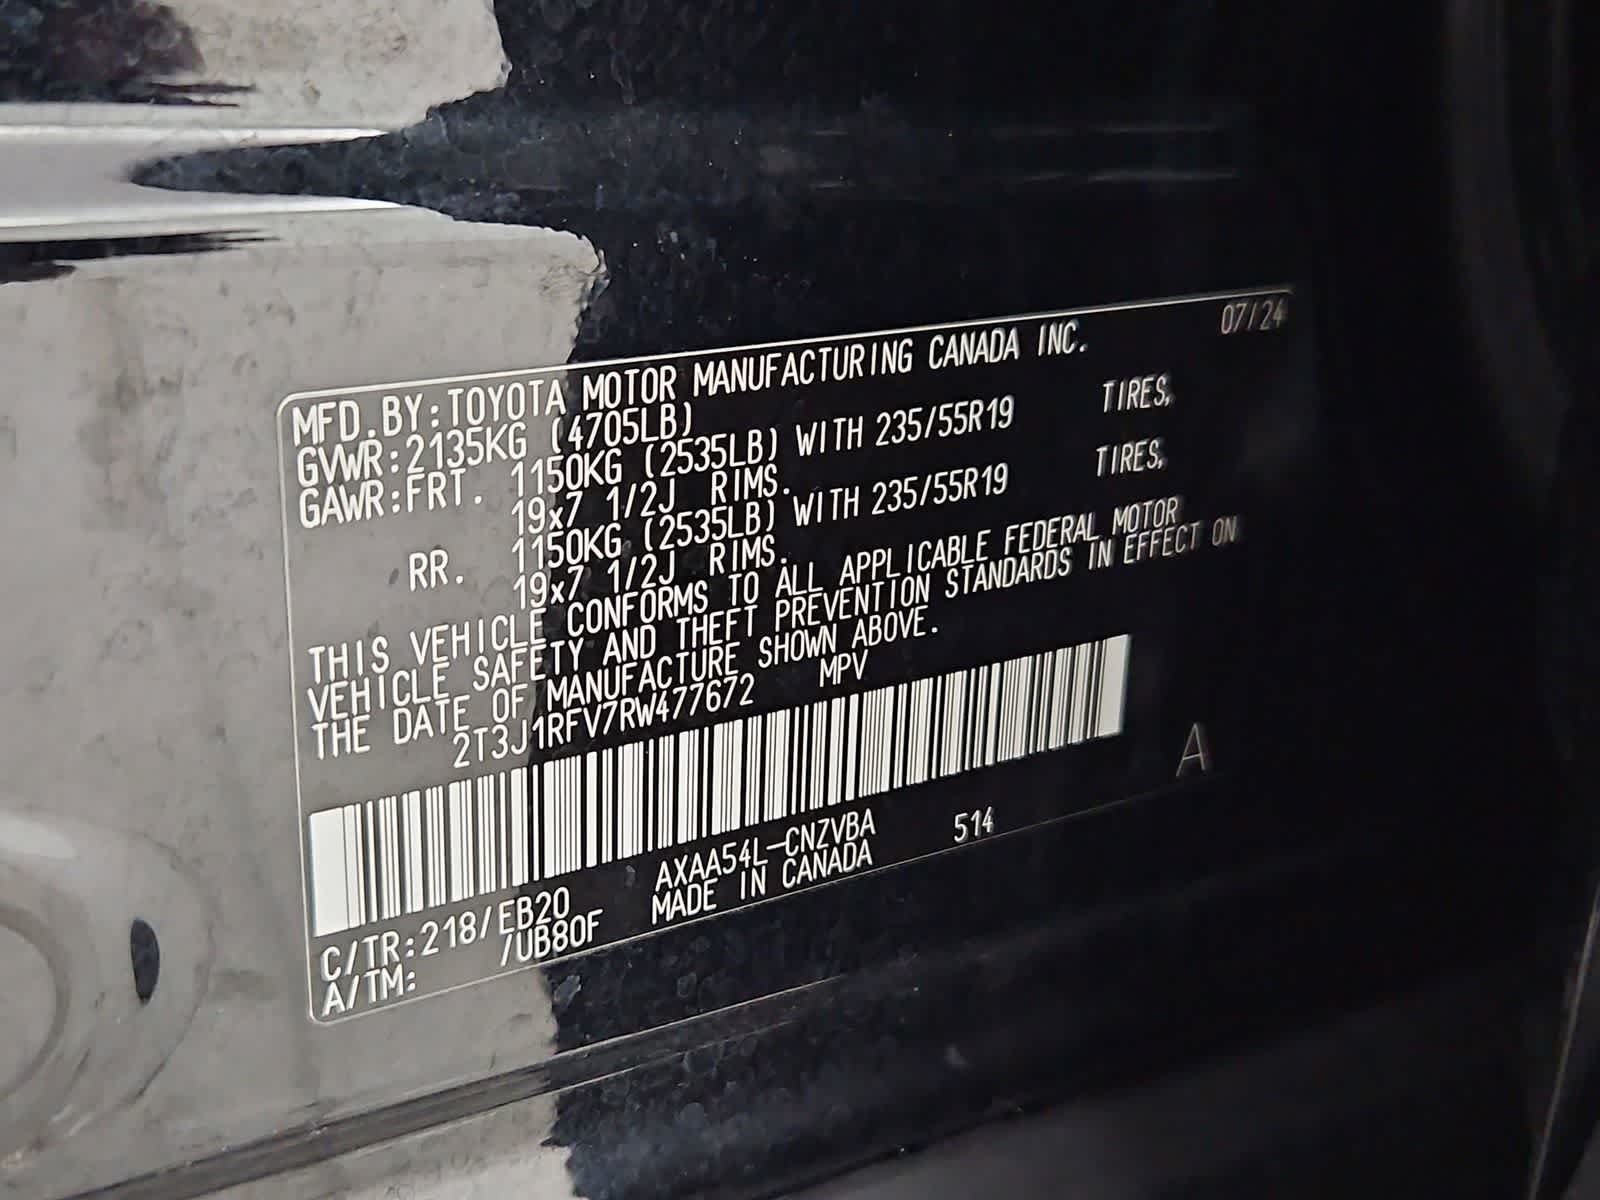 07/24
MFD.BY:TOYOTA MOTOR MANUFACTURING CANADA INC.
GVWR:2135KG (4705LB)
GAWR:FRT. 1150KG (2535LB) WITH 235/55R19 TIRES,
19x7 1/2J RIMS.
RR. 1150KG (2535LB) WITH 235/55R19 TIRES,
19x7 1/2J RIMS.
THIS VEHICLE CONFORMS TO ALL APPLICABLE FEDERAL MOTOR
VEHICLE SAFETY AND THEFT PREVENTION STANDARDS IN EFFECT ON
THE DATE OF MANUFACTURE SHOWN ABOVE.
2T3J1RFV7RW477672 MPV
A
C/TR:218/EB20 AXAA54L-CNZVBA 514
A/TM: /UB80F MADE IN CANADA